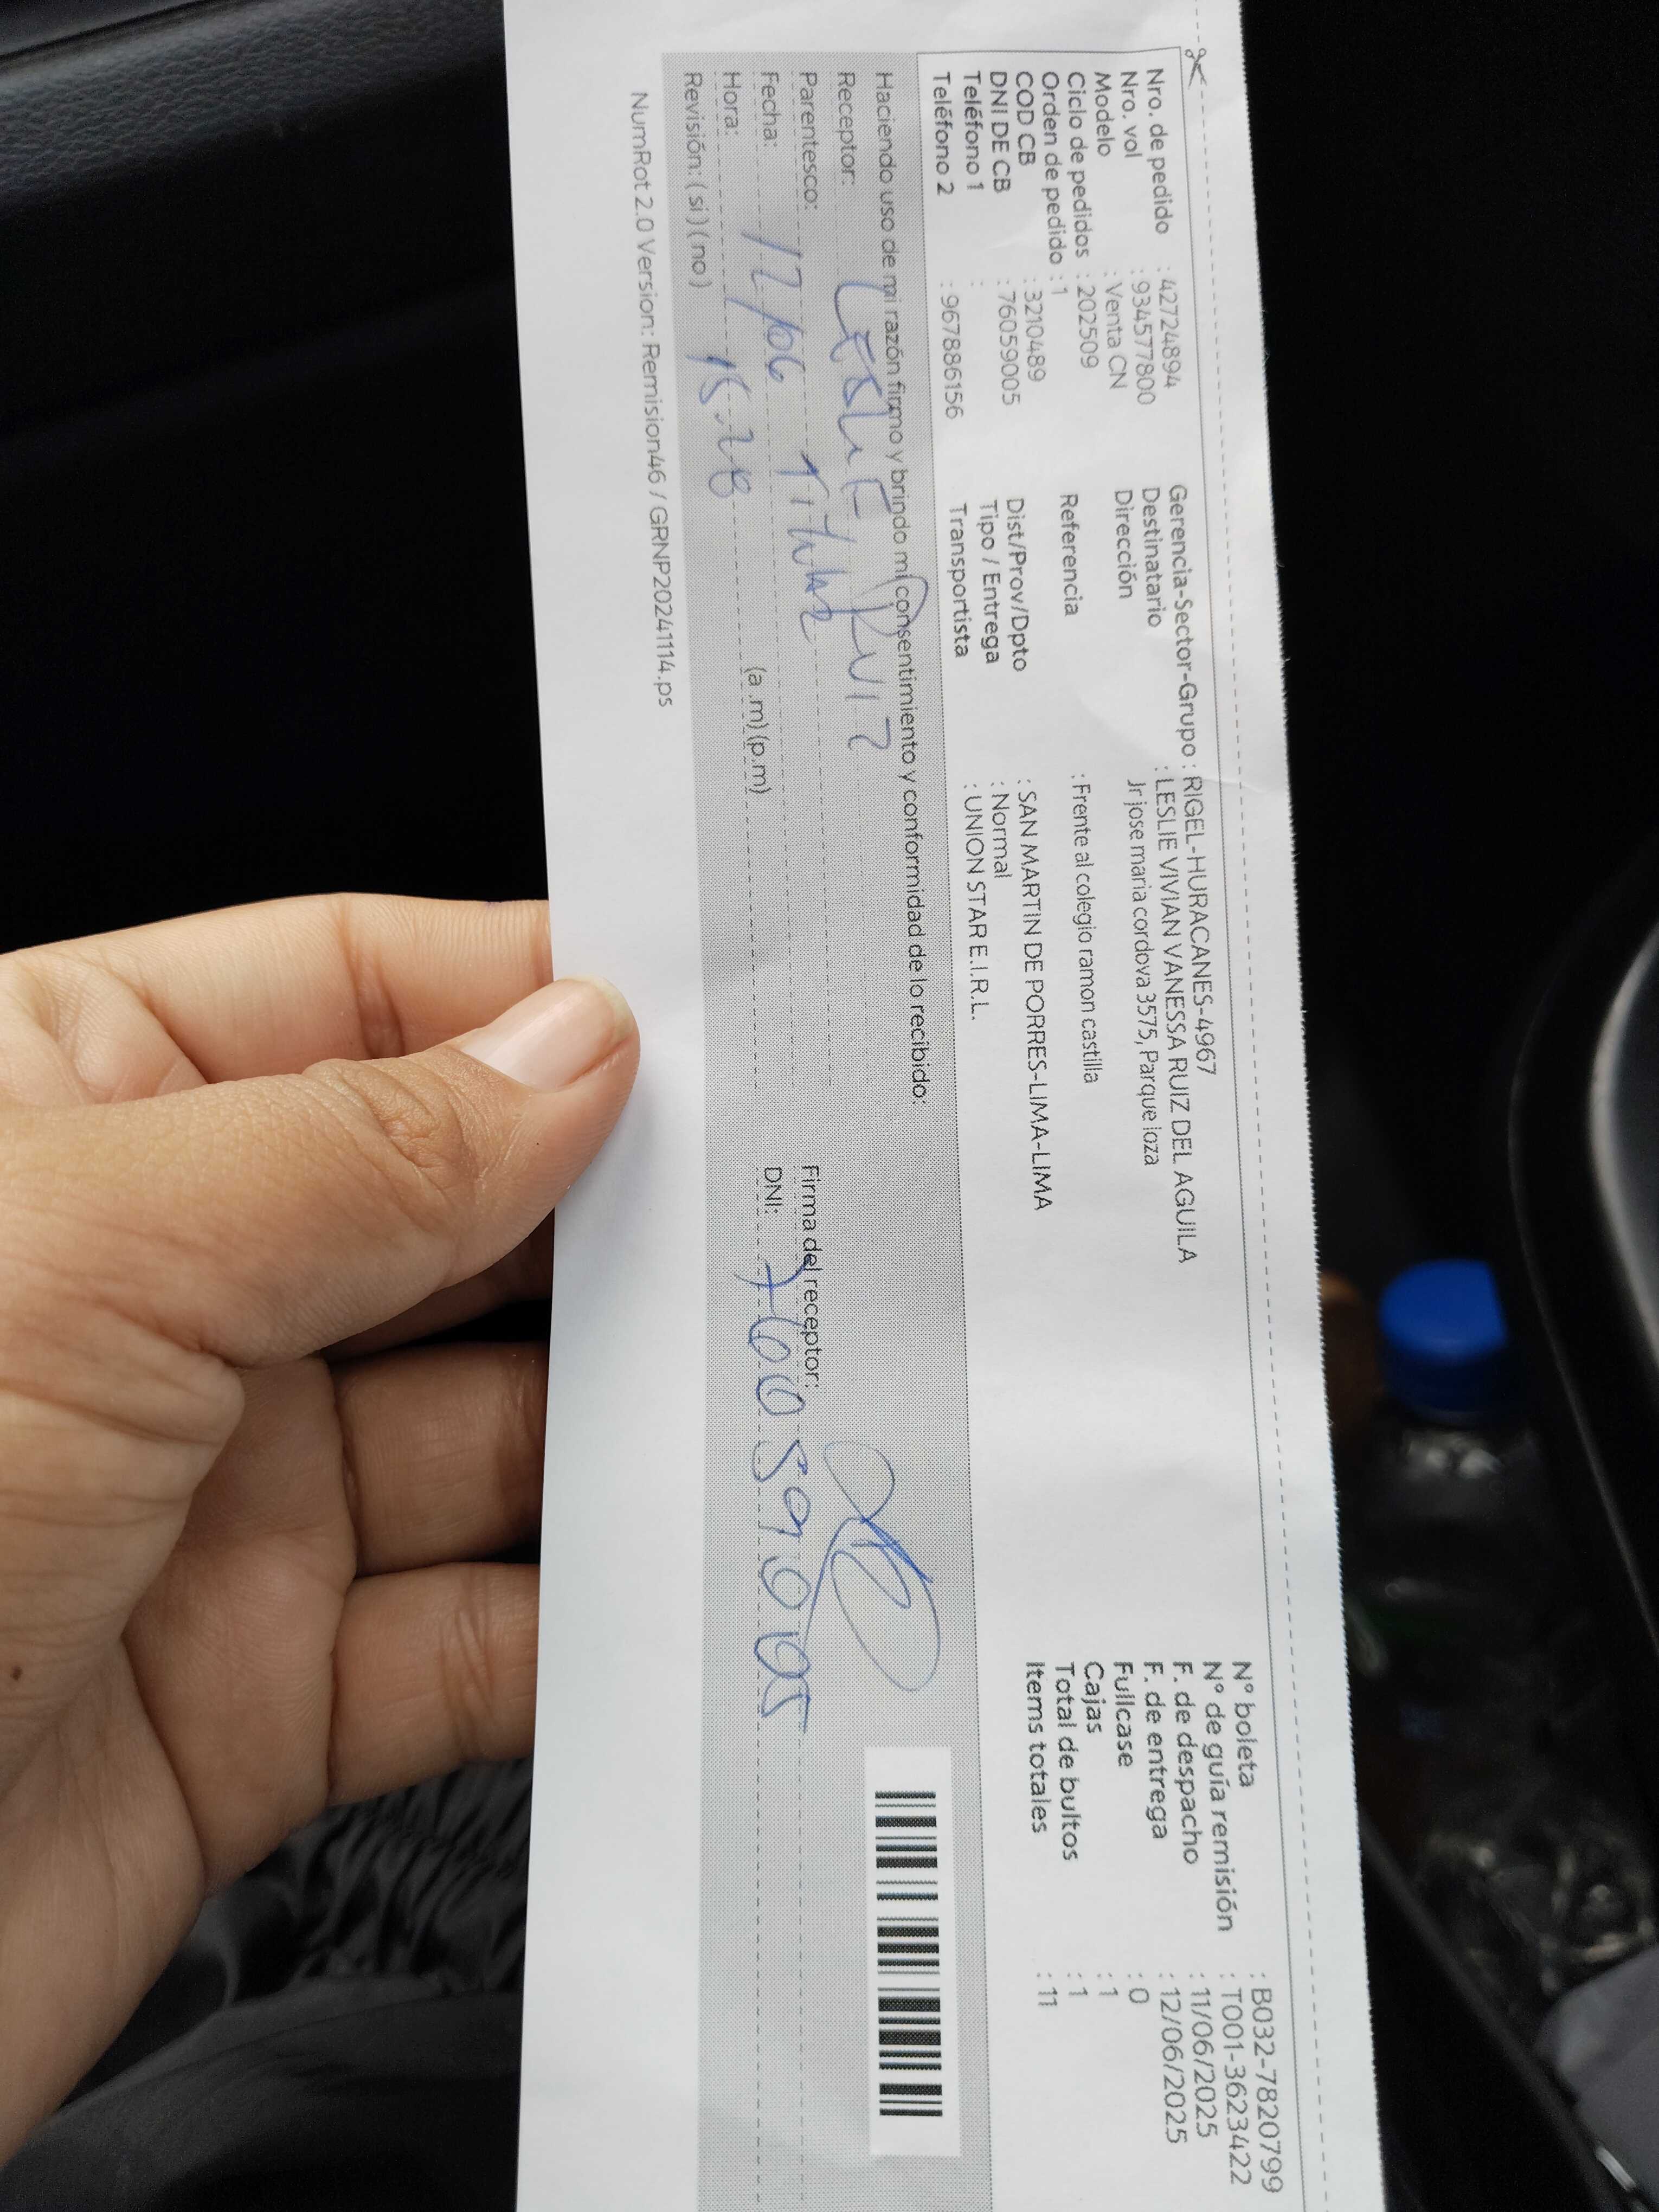 Nro. de pedido : 42724894
Nro. vol : 934577800
Modelo : Venta CN
Ciclo de pedidos : 202509
Orden de pedido : 1
COD CB : 3210489
DNI DE CB : 76059005
Teléfono 1 :
Teléfono 2 : 967886156
Gerencia-Sector-Grupo : RIGEL-HURACANES-4967
Destinatario : LESLIE VIVIAN VANESSA RUIZ DEL AGUILA
Dirección Jr jose maria cordova 3575, Parque loza
Referencia : Frente al colegio ramon castilla
Dist/Prov/Dpto : SAN MARTIN DE PORRES-LIMA-LIMA
Tipo / Entrega : Normal
Transportista : UNION STAR E.I.R.L.
N° boleta : B032-7820799
N° de guía remisión : T001-3623422
F. de despacho : 11/06/2025
F. de entrega : 12/06/2025
Fullcase : 0
Cajas : 1
Total de bultos : 1
Items totales : 11
Haciendo uso de mi razón firmo y brindo mi consentimiento y conformidad de lo recibido:
Receptor: Leslie Ruiz
Parentesco: Titular
Fecha: 12/06
Hora: 15.28 (a.m)(p.m)
Revisión: ( si ) ( no )
Firma del receptor:
DNI: 76059005
NumRot 2.0 Version: Remision46 / GRNP20241114.ps